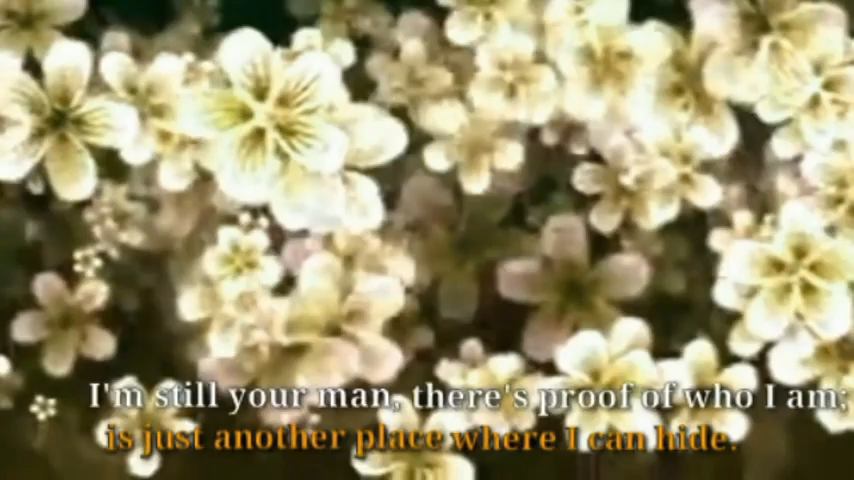 I'm still your man, there's proof of who I am;
is just another place where I can hide.